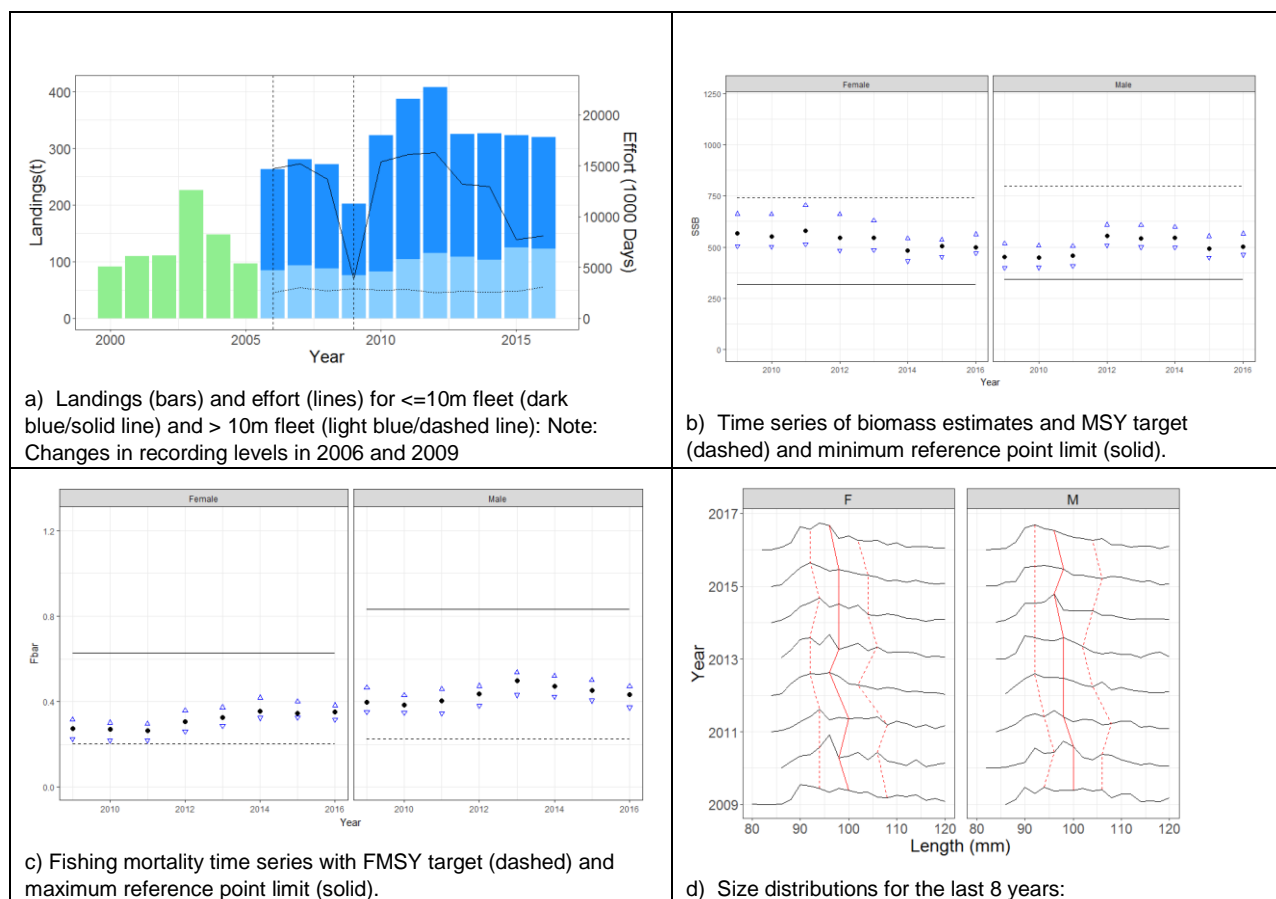 400
300
200
100
0
Landings(t)
20000
15000
10000
5000
0
Effort (1000 Days)
2000
2005
2010
2015
Year
a) Landings (bars) and effort (lines) for <=10m fleet (dark
blue/solid line) and > 10m fleet (light blue/dashed line): Note:
Changes in recording levels in 2006 and 2009
Female
Male
1250
1000
750
500
250
0
SSB
2010
2012
2014
2016
2010
2012
2014
2016
Year
b) Time series of biomass estimates and MSY target
(dashed) and minimum reference point limit (solid).
Female
Male
1.2
0.8
0.4
0.0
Fbar
2010
2012
2014
2016
2010
2012
2014
2016
Year
c) Fishing mortality time series with FMSY target (dashed) and
maximum reference point limit (solid).
F
M
2017
2015
2013
2011
2009
Year
80
90
100
110
120
80
90
100
110
120
Length (mm)
d) Size distributions for the last 8 years: